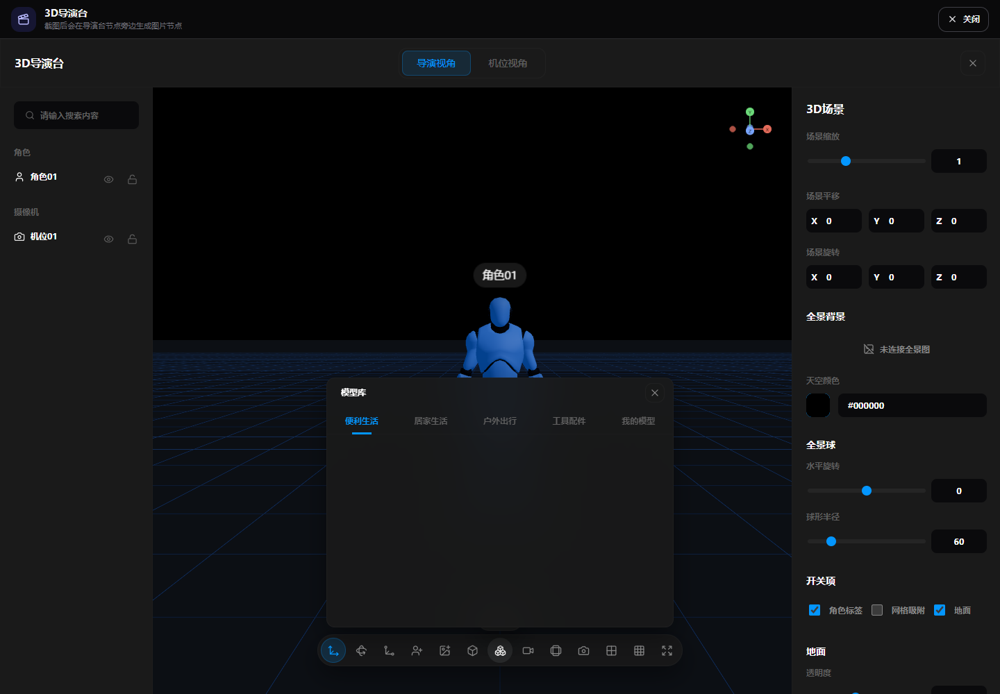 3D导演台
截图后会在导演台节点旁边生成图片节点
关闭
3D导演台
导演视角
机位视角
请输入搜索内容
角色
角色01
摄像机
机位01
角色01
模型库
便利生活
居家生活
户外出行
工具配件
我的模型
3D场景
场景缩放
1
场景平移
X 0
Y 0
Z 0
场景旋转
X 0
Y 0
Z 0
全景背景
未连接全景图
天空颜色
#000000
全景球
水平旋转
0
球形半径
60
开关项
角色标签
网格吸附
地面
地面
透明度